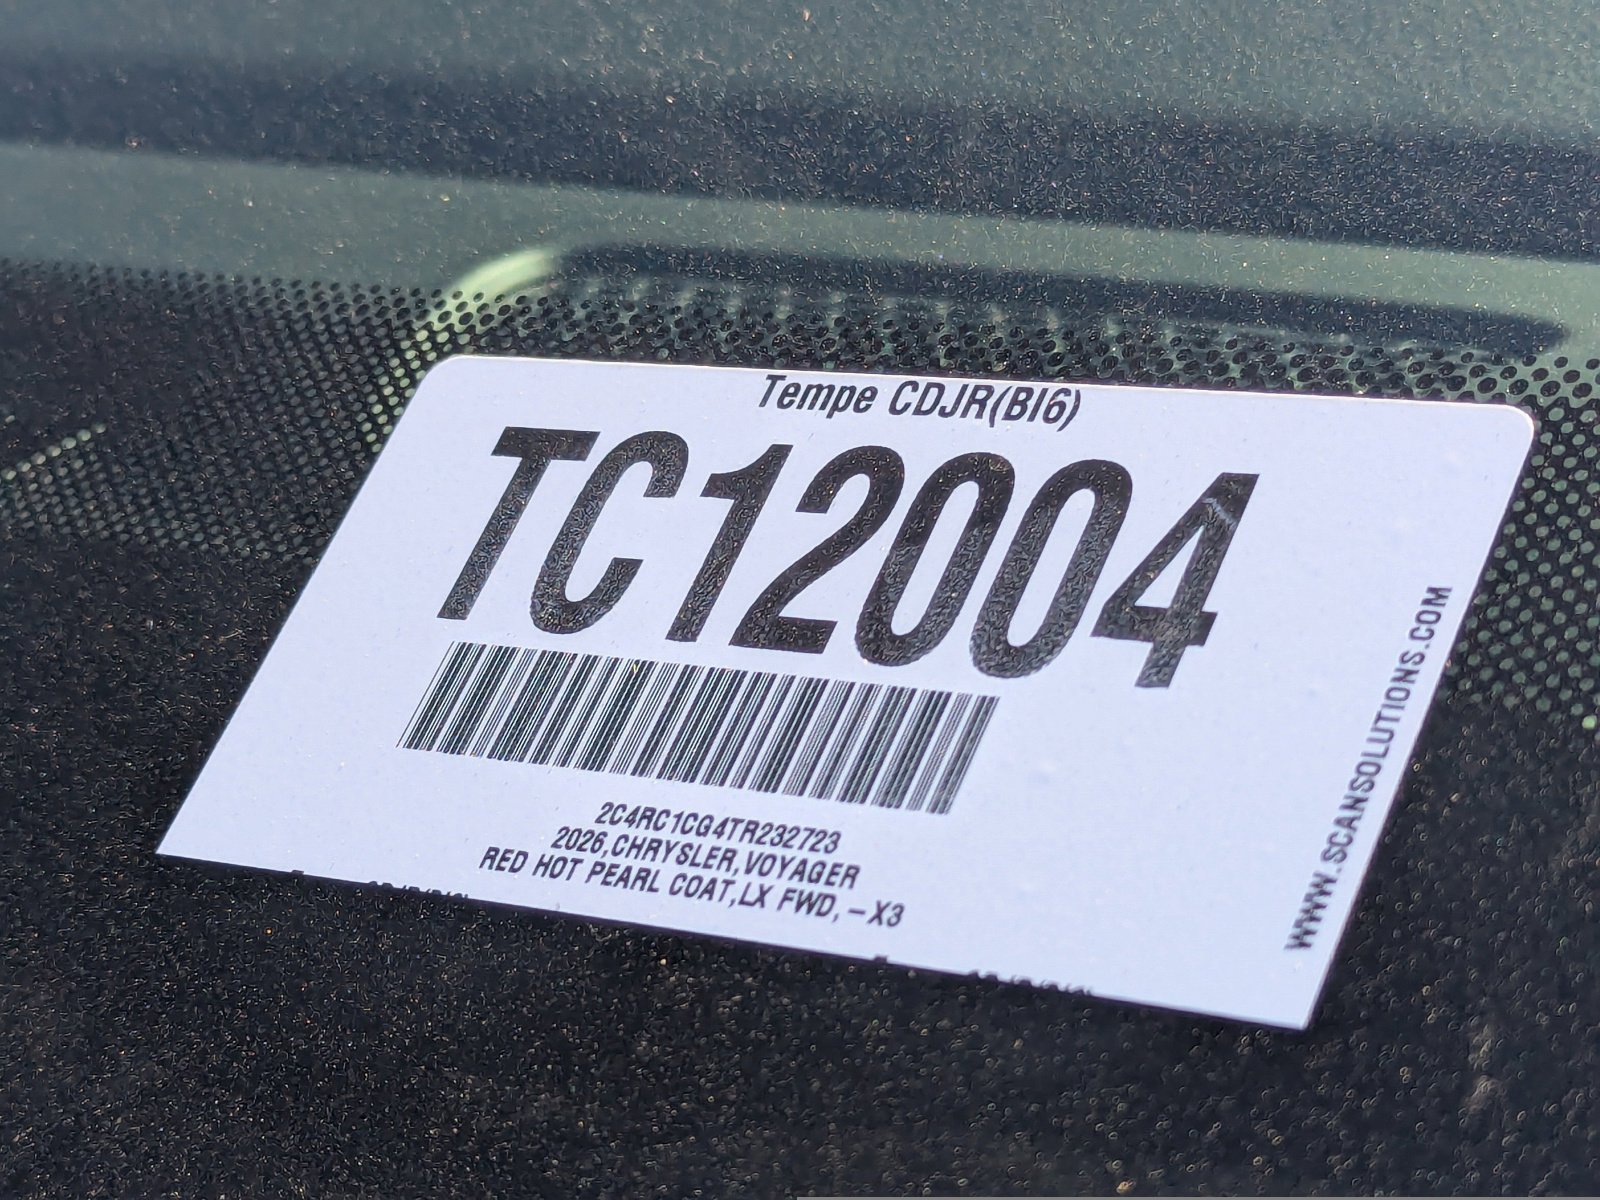 Tempe CDJR(BI6)
TC12004
2C4RC1CG4TR232723
2026,CHRYSLER,VOYAGER
RED HOT PEARL COAT,LX FWD, -X3
WWW.SCANSOLUTIONS.COM